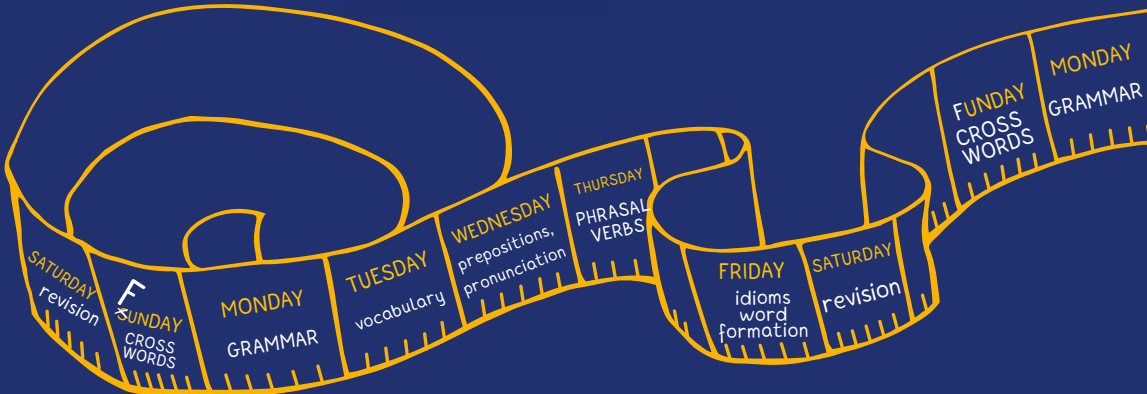 SATURDAY
revision
FSUNDAY
CROSS
WORDS
MONDAY
GRAMMAR
TUESDAY
vocabulary
WEDNESDAY
prepositions,
pronunciation
THURSDAY
PHRASAL
VERBS
FRIDAY
idioms
word
formation
SATURDAY
revision
FUNDAY
CROSS
WORDS
MONDAY
GRAMMAR